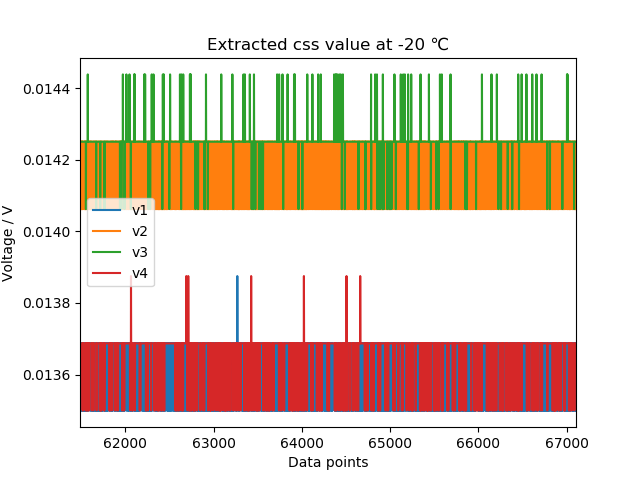 Extracted css value at -20 ℃
Voltage / V
0.0144
0.0142
0.0140
0.0138
0.0136
v1
v2
v3
v4
62000 63000 64000 65000 66000 67000
Data points